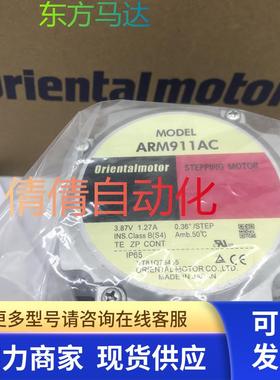 东方马达
Orientalmotor
MODEL
ARM911AC
Orientalmotor STEPPING MOTOR
倩倩自动化
3.87V 1.27A 0.36°/STEP
INS.Class B(S4) Amb.50℃
TE ZP CONT
IP65
ORIENTAL MOTOR CO.,LTD.
MADE IN JAPAN
更多型号请咨询在线客服
力商家 现货供应